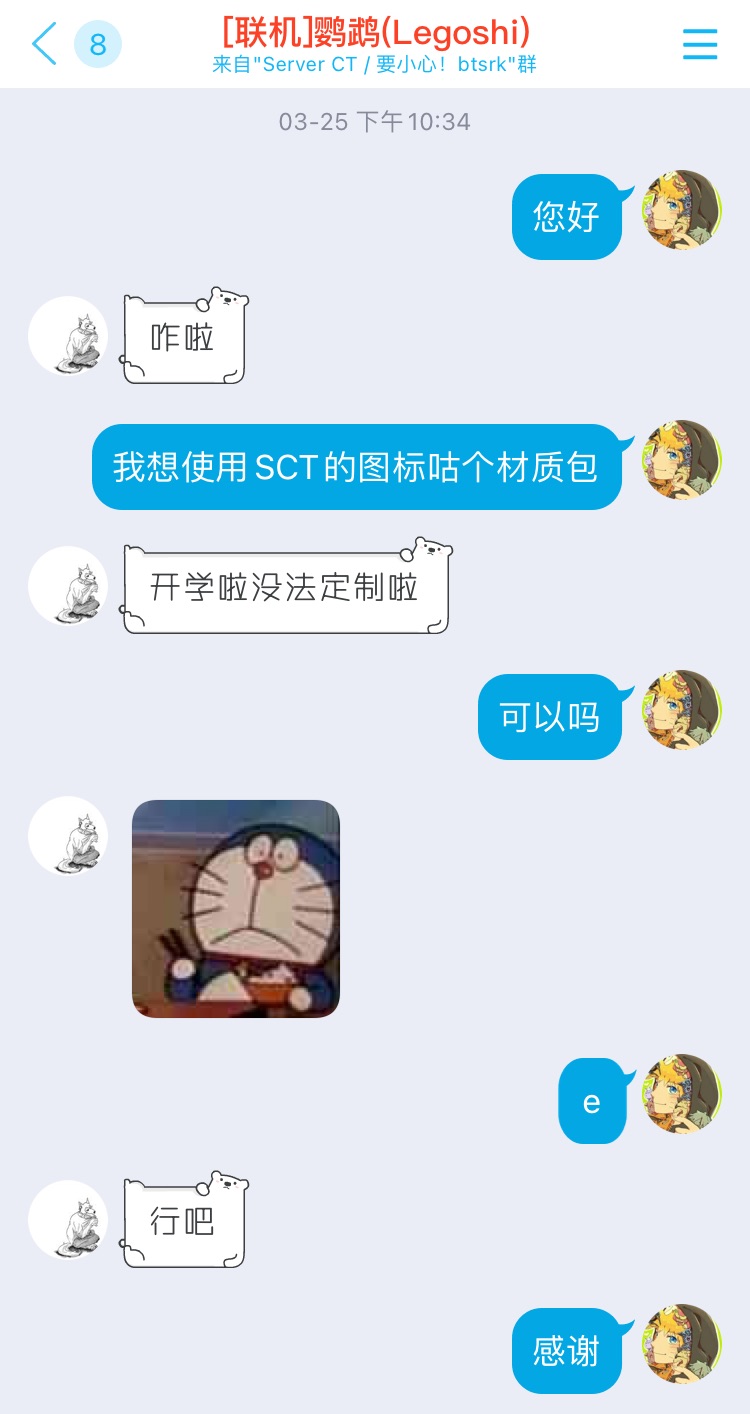 8
[联机]鹦鹉(Legoshi)
来自"Server CT / 要小心！btsrk"群
03-25 下午10:34
您好
咋啦
我想使用SCT的图标咕个材质包
开学啦没法定制啦
可以吗
e
行吧
感谢